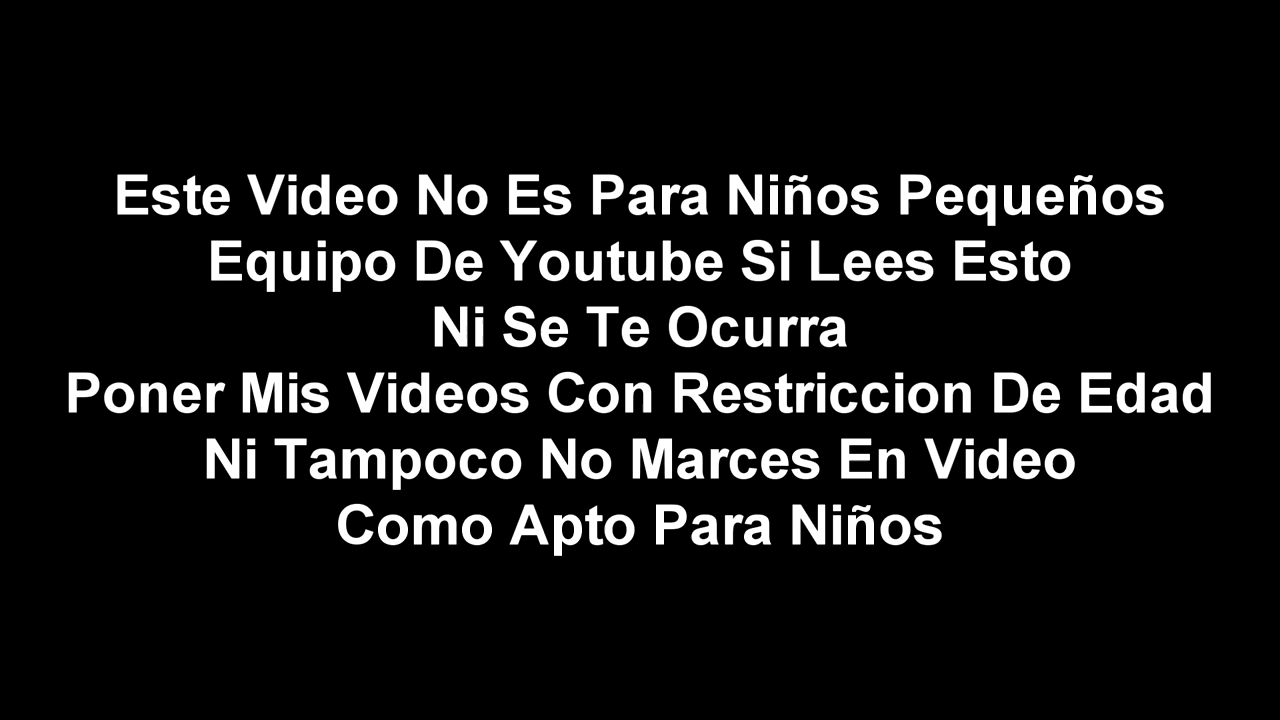 Este Video No Es Para Niños Pequeños
Equipo De Youtube Si Lees Esto
Ni Se Te Ocurra
Poner Mis Videos Con Restriccion De Edad
Ni Tampoco No Marces En Video
Como Apto Para Niños